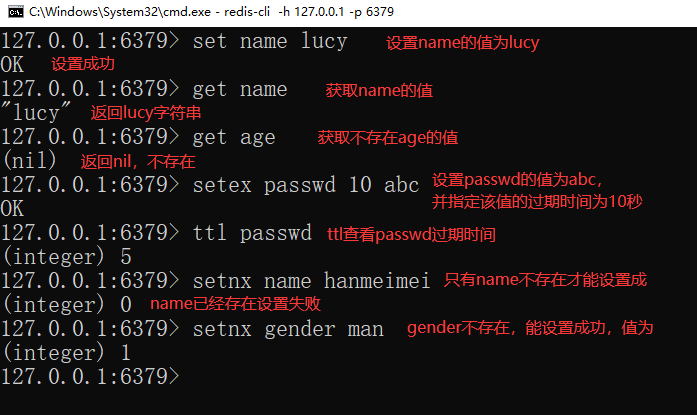 C:\Windows\System32\cmd.exe - redis-cli  -h 127.0.0.1 -p 6379
127.0.0.1:6379> set name lucy 设置name的值为lucy
OK 设置成功
127.0.0.1:6379> get name 获取name的值
"lucy" 返回lucy字符串
127.0.0.1:6379> get age 获取不存在age的值
(nil) 返回nil，不存在
127.0.0.1:6379> setex passwd 10 abc 设置passwd的值为abc，
OK 并指定该值的过期时间为10秒
127.0.0.1:6379> ttl passwd ttl查看passwd过期时间
(integer) 5
127.0.0.1:6379> setnx name hanmeimei 只有name不存在才能设置成
(integer) 0 name已经存在设置失败
127.0.0.1:6379> setnx gender man gender不存在，能设置成功，值为
(integer) 1
127.0.0.1:6379>